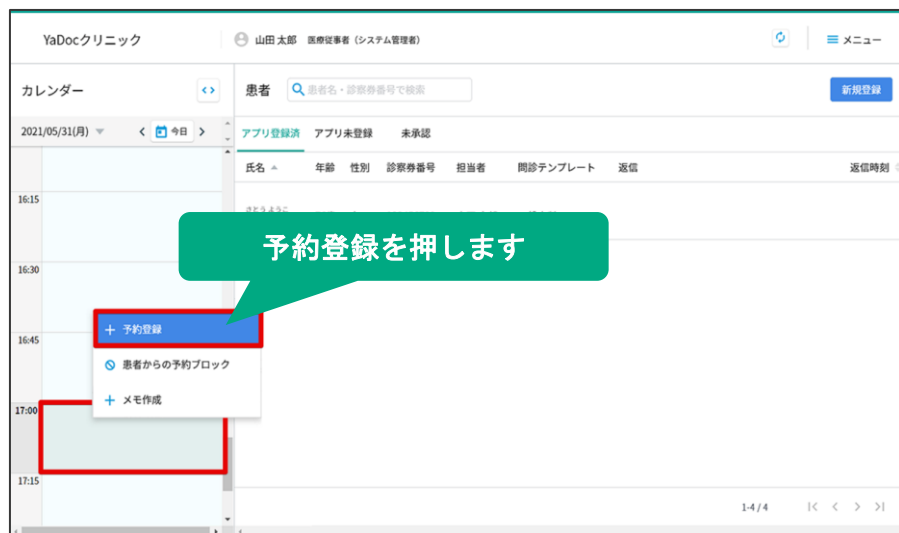 YaDocクリニック
山田 太郎 医療従事者（システム管理者）
メニュー
カレンダー
患者
患者名・診察券番号で検索
新規登録
2021/05/31(月)
今日
アプリ登録済 アプリ未登録 未承認
氏名 年齢 性別 診察券番号 担当者 問診テンプレート 返信 返信時刻
さとう ようこ
16:15
予約登録を押します
16:30
予約登録
16:45
患者からの予約ブロック
メモ作成
17:00
17:15
1-4 / 4